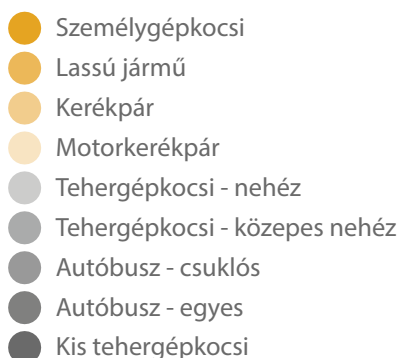 Személygépkocsi
Lassú jármű
Kerékpár
Motorkerékpár
Tehergépkocsi - nehéz
Tehergépkocsi - közepes nehéz
Autóbusz - csuklós
Autóbusz - egyes
Kis tehergépkocsi